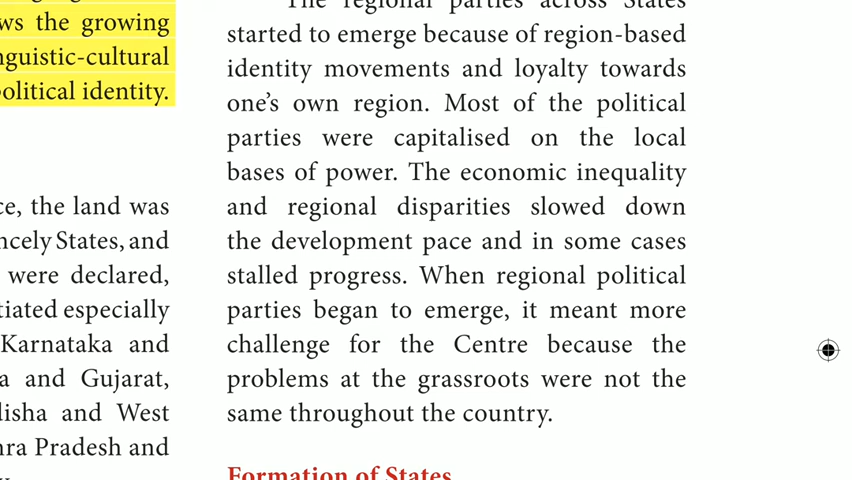 ws the growing
nguistic-cultural
political identity.
ce, the land was
ncely States, and
were declared,
tiated especially
Karnataka and
a and Gujarat,
disha and West
hra Pradesh and
The regional parties across States
started to emerge because of region-based
identity movements and loyalty towards
one's own region. Most of the political
parties were capitalised on the local
bases of power. The economic inequality
and regional disparities slowed down
the development pace and in some cases
stalled progress. When regional political
parties began to emerge, it meant more
challenge for the Centre because the
problems at the grassroots were not the
same throughout the country.
Formation of States